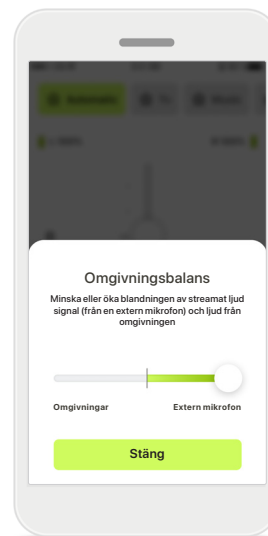 Omgivningsbalans
Minska eller öka blandningen av streamat ljud
signal (från en extern mikrofon) och ljud från
omgivningen
Omgivningar Extern mikrofon
Stäng